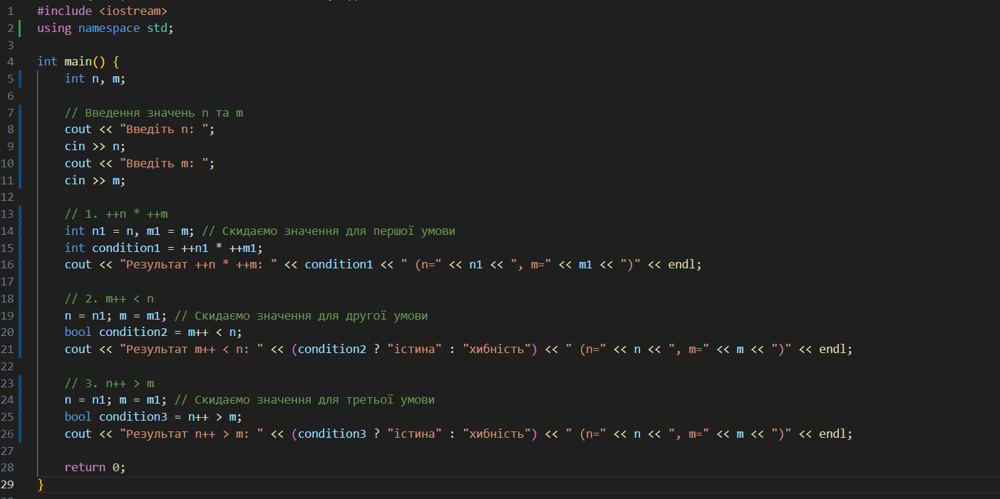 1 #include <iostream>
2 using namespace std;
3
4 int main() {
5     int n, m;
6
7     // Введення значень n та m
8     cout << "Введіть n: ";
9     cin >> n;
10     cout << "Введіть m: ";
11     cin >> m;
12
13     // 1. ++n * ++m
14     int n1 = n, m1 = m; // Скидаємо значення для першої умови
15     int condition1 = ++n1 * ++m1;
16     cout << "Результат ++n * ++m: " << condition1 << " (n=" << n1 << ", m=" << m1 << ")" << endl;
17
18     // 2. m++ < n
19     n = n1; m = m1; // Скидаємо значення для другої умови
20     bool condition2 = m++ < n;
21     cout << "Результат m++ < n: " << (condition2 ? "істина" : "хибність") << " (n=" << n << ", m=" << m << ")" << endl;
22
23     // 3. n++ > m
24     n = n1; m = m1; // Скидаємо значення для третьої умови
25     bool condition3 = n++ > m;
26     cout << "Результат n++ > m: " << (condition3 ? "істина" : "хибність") << " (n=" << n << ", m=" << m << ")" << endl;
27
28     return 0;
29 }